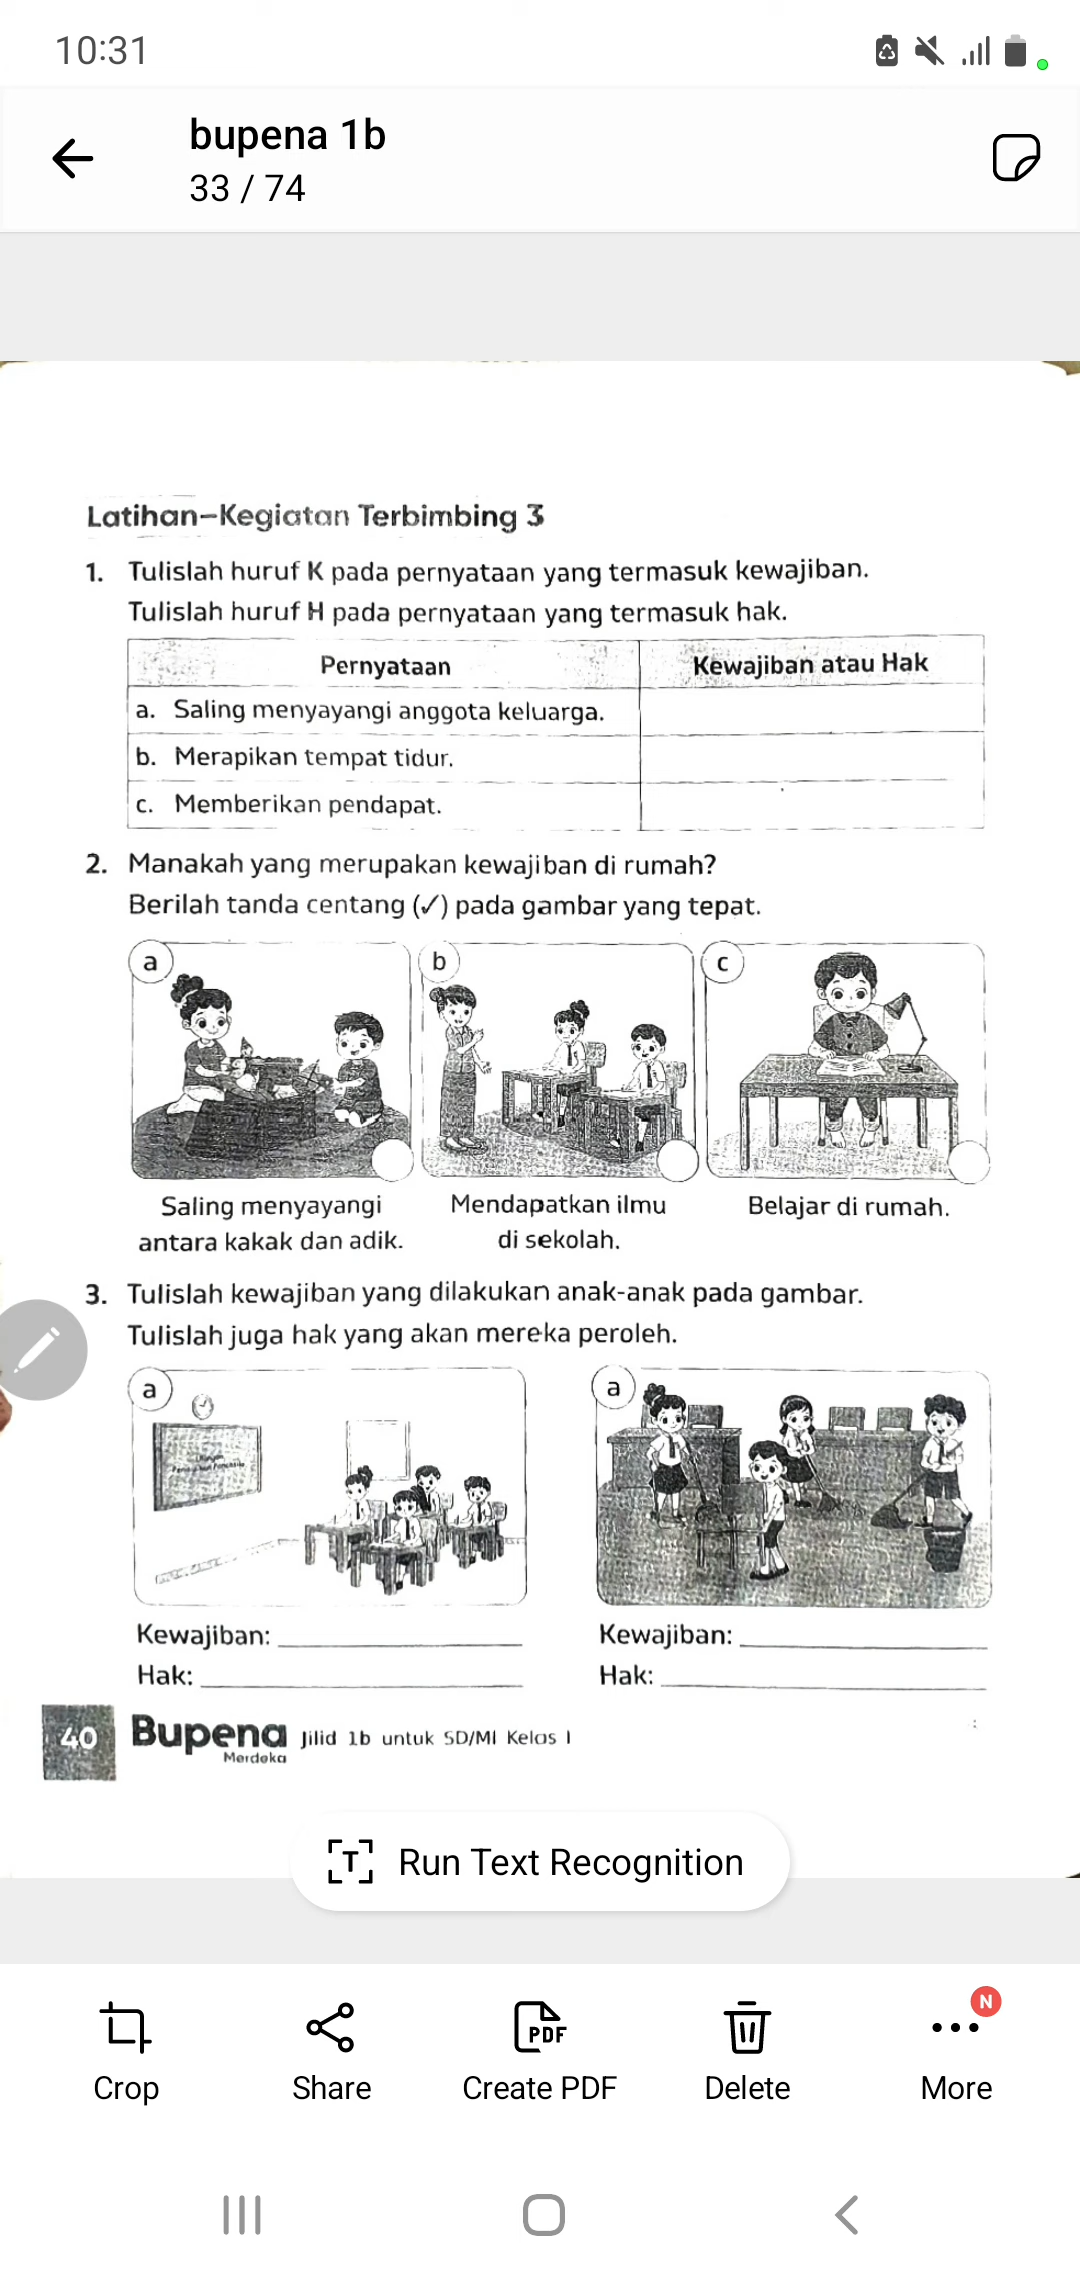 10:31
bupena 1b
33 / 74
Latihan-Kegiatan Terbimbing 3
1. Tulislah huruf K pada pernyataan yang termasuk kewajiban.
Tulislah huruf H pada pernyataan yang termasuk hak.
Pernyataan Kewajiban atau Hak
a. Saling menyayangi anggota keluarga.
b. Merapikan tempat tidur.
c. Memberikan pendapat.
2. Manakah yang merupakan kewajiban di rumah?
Berilah tanda centang (✓) pada gambar yang tepat.
a b c
Saling menyayangi Mendapatkan ilmu Belajar di rumah.
antara kakak dan adik. di sekolah.
3. Tulislah kewajiban yang dilakukan anak-anak pada gambar.
Tulislah juga hak yang akan mereka peroleh.
a a
Kewajiban: Kewajiban:
Hak: Hak:
40 Bupena Jilid 1b untuk SD/MI Kelas I
Merdeka
T Run Text Recognition
PDF N
Crop Share Create PDF Delete More